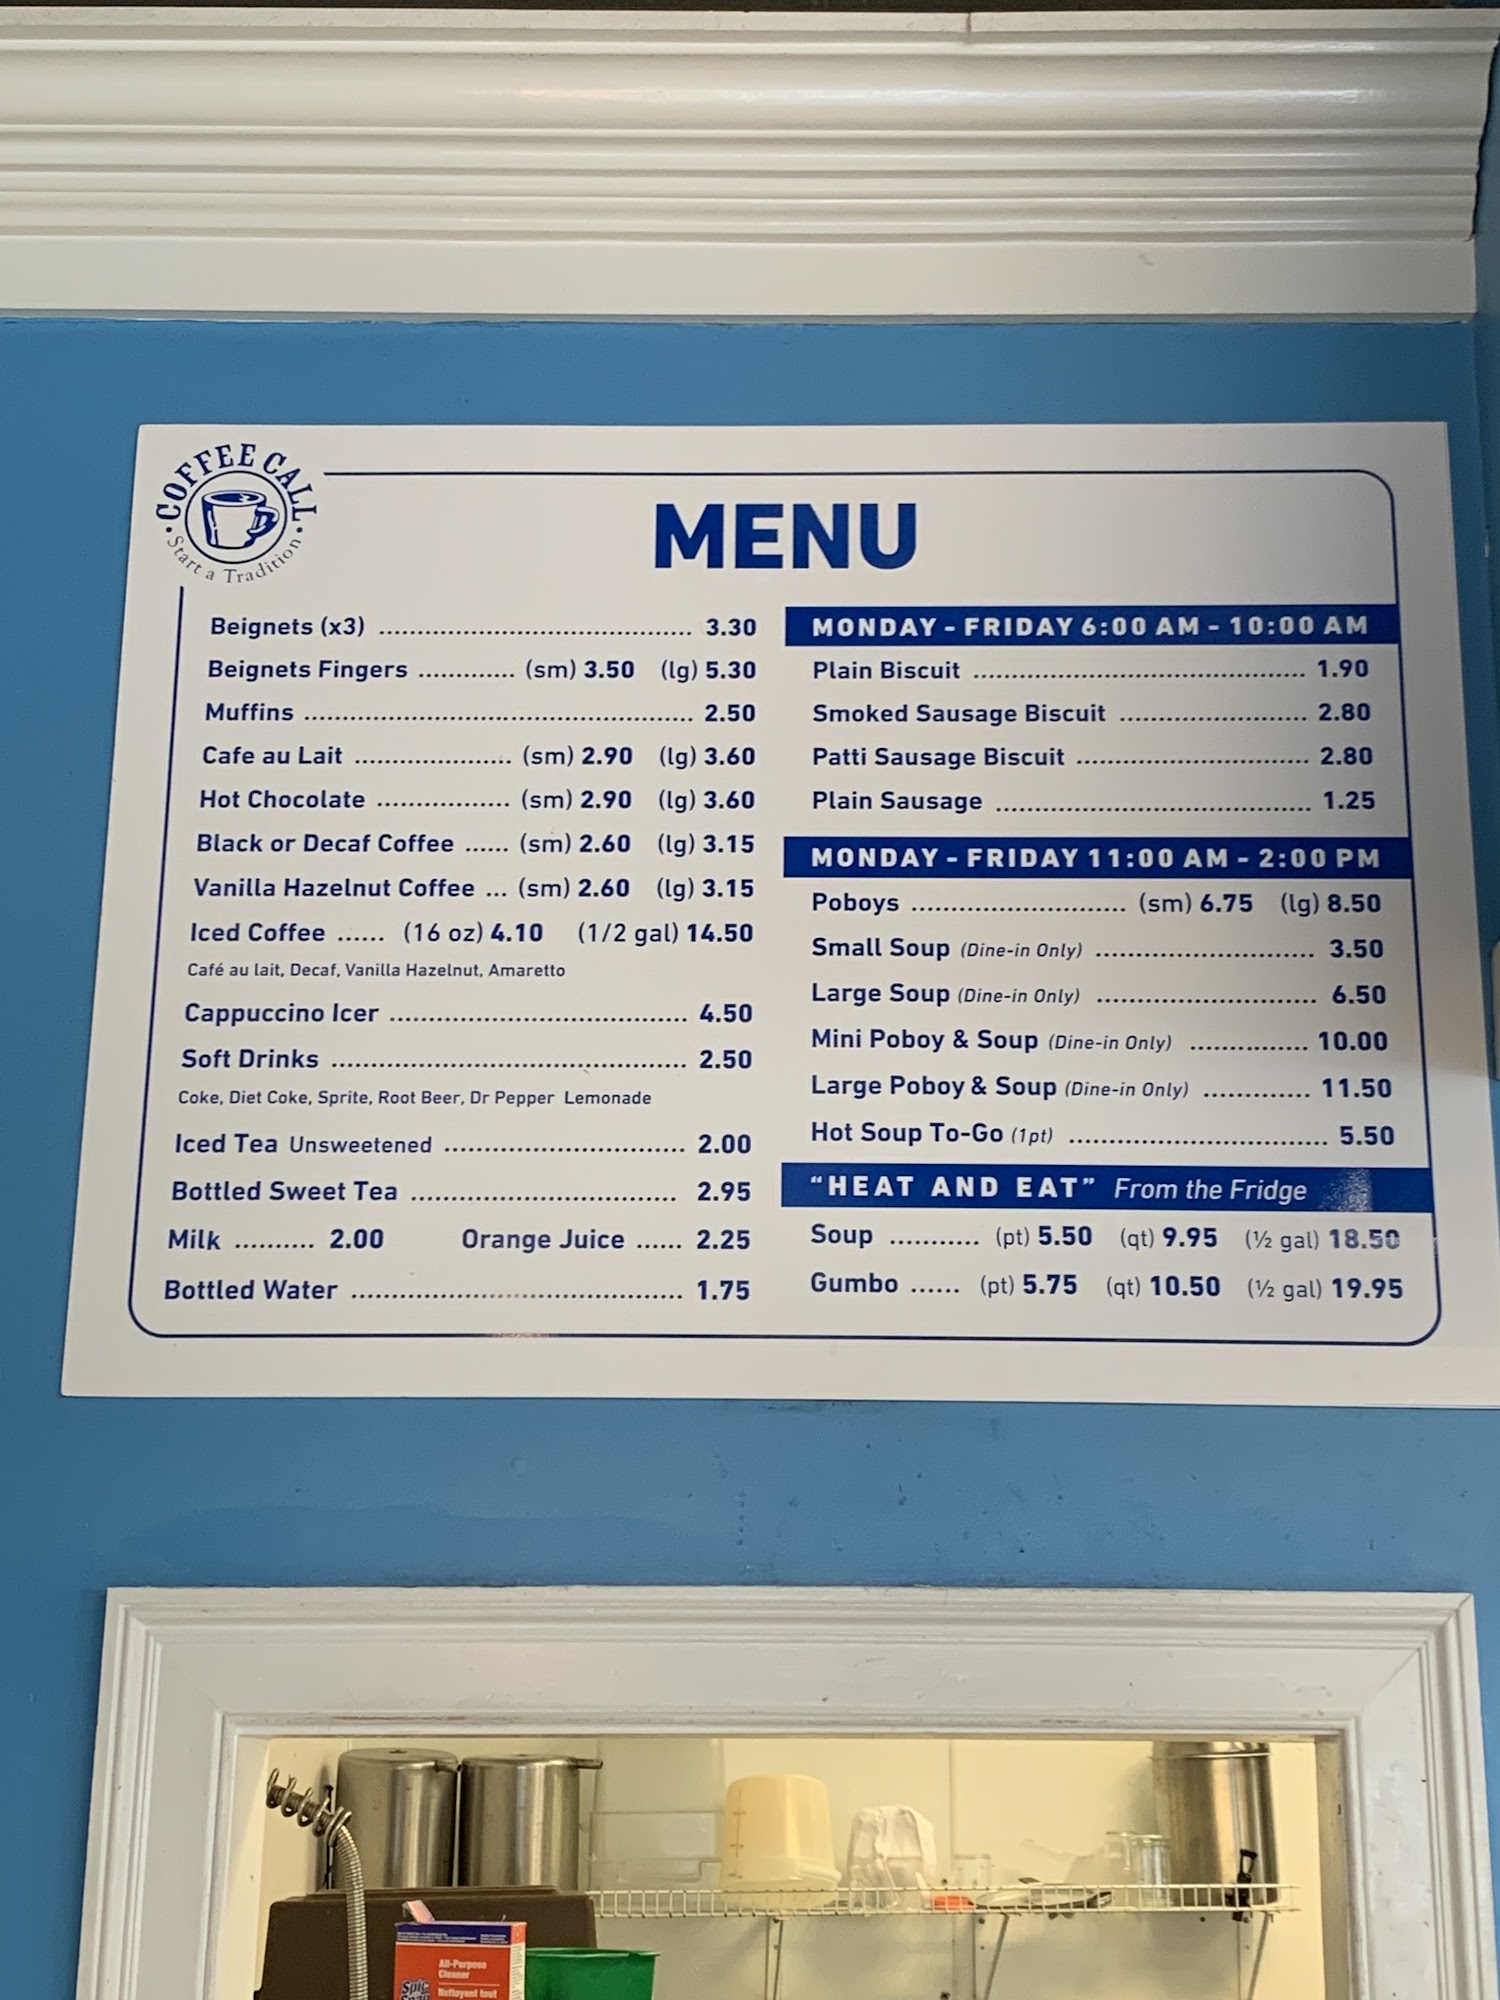 COFFEE CALL
Start a Tradition
MENU
Beignets (x3) ........ 3.30
Beignets Fingers ........ (sm) 3.50 (lg) 5.30
Muffins ........ 2.50
Cafe au Lait ........ (sm) 2.90 (lg) 3.60
Hot Chocolate ........ (sm) 2.90 (lg) 3.60
Black or Decaf Coffee ...... (sm) 2.60 (lg) 3.15
Vanilla Hazelnut Coffee ... (sm) 2.60 (lg) 3.15
Iced Coffee ...... (16 oz) 4.10 (1/2 gal) 14.50
Café au lait, Decaf, Vanilla Hazelnut, Amaretto
Cappuccino Icer ........ 4.50
Soft Drinks ........ 2.50
Coke, Diet Coke, Sprite, Root Beer, Dr Pepper Lemonade
Iced Tea Unsweetened ........ 2.00
Bottled Sweet Tea ........ 2.95
Milk .......... 2.00 Orange Juice ...... 2.25
Bottled Water ........ 1.75
MONDAY - FRIDAY 6:00 AM - 10:00 AM
Plain Biscuit ........ 1.90
Smoked Sausage Biscuit ........ 2.80
Patti Sausage Biscuit ........ 2.80
Plain Sausage ........ 1.25
MONDAY - FRIDAY 11:00 AM - 2:00 PM
Poboys ........ (sm) 6.75 (lg) 8.50
Small Soup (Dine-in Only) ........ 3.50
Large Soup (Dine-in Only) ........ 6.50
Mini Poboy & Soup (Dine-in Only) ........ 10.00
Large Poboy & Soup (Dine-in Only) ........ 11.50
Hot Soup To-Go (1pt) ........ 5.50
"HEAT AND EAT" From the Fridge
Soup ........... (pt) 5.50 (qt) 9.95 (½ gal) 18.50
Gumbo ...... (pt) 5.75 (qt) 10.50 (½ gal) 19.95
All-Purpose
Cleaner
Spic
Nettoyant tout